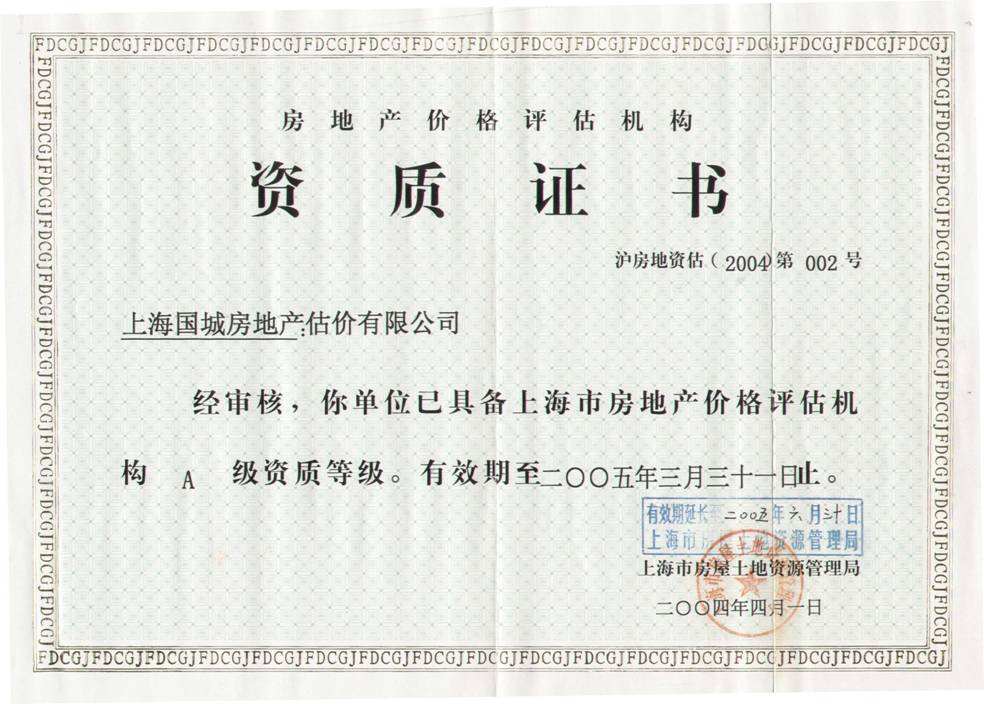 FDCGJFDCGJFDCGJFDCGJFDCGJFDCGJFDCGJFDCGJFDCGJFDCGJFDCGJFDCGJFDCGJFDCGJ
房地产价格评估机构
资质证书
沪房地资估（2004）第 002 号
上海国城房地产估价有限公司
经审核，你单位已具备上海市房地产价格评估机
构 A 级资质等级。有效期至二〇〇五年三月三十一日止。
有效期延长至二〇〇五年六月三十日
上海市房屋土地资源管理局
上海市房屋土地资源管理局
二〇〇四年四月一日